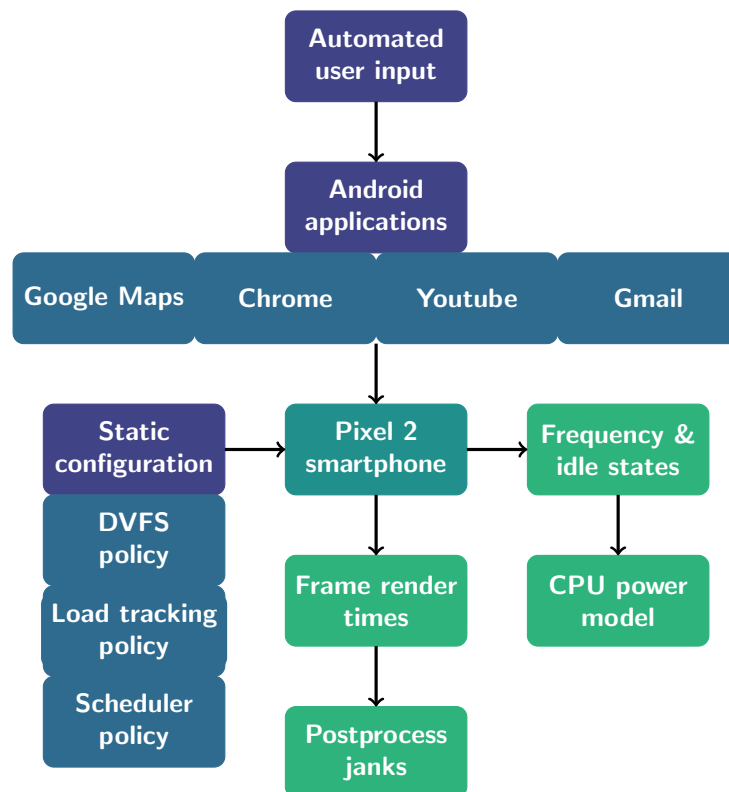 Automated
user input
Android
applications
Google Maps
Chrome
Youtube
Gmail
Static
configuration
Pixel 2
smartphone
Frequency &
idle states
DVFS
policy
Frame render
times
CPU power
model
Load tracking
policy
Scheduler
policy
Postprocess
janks